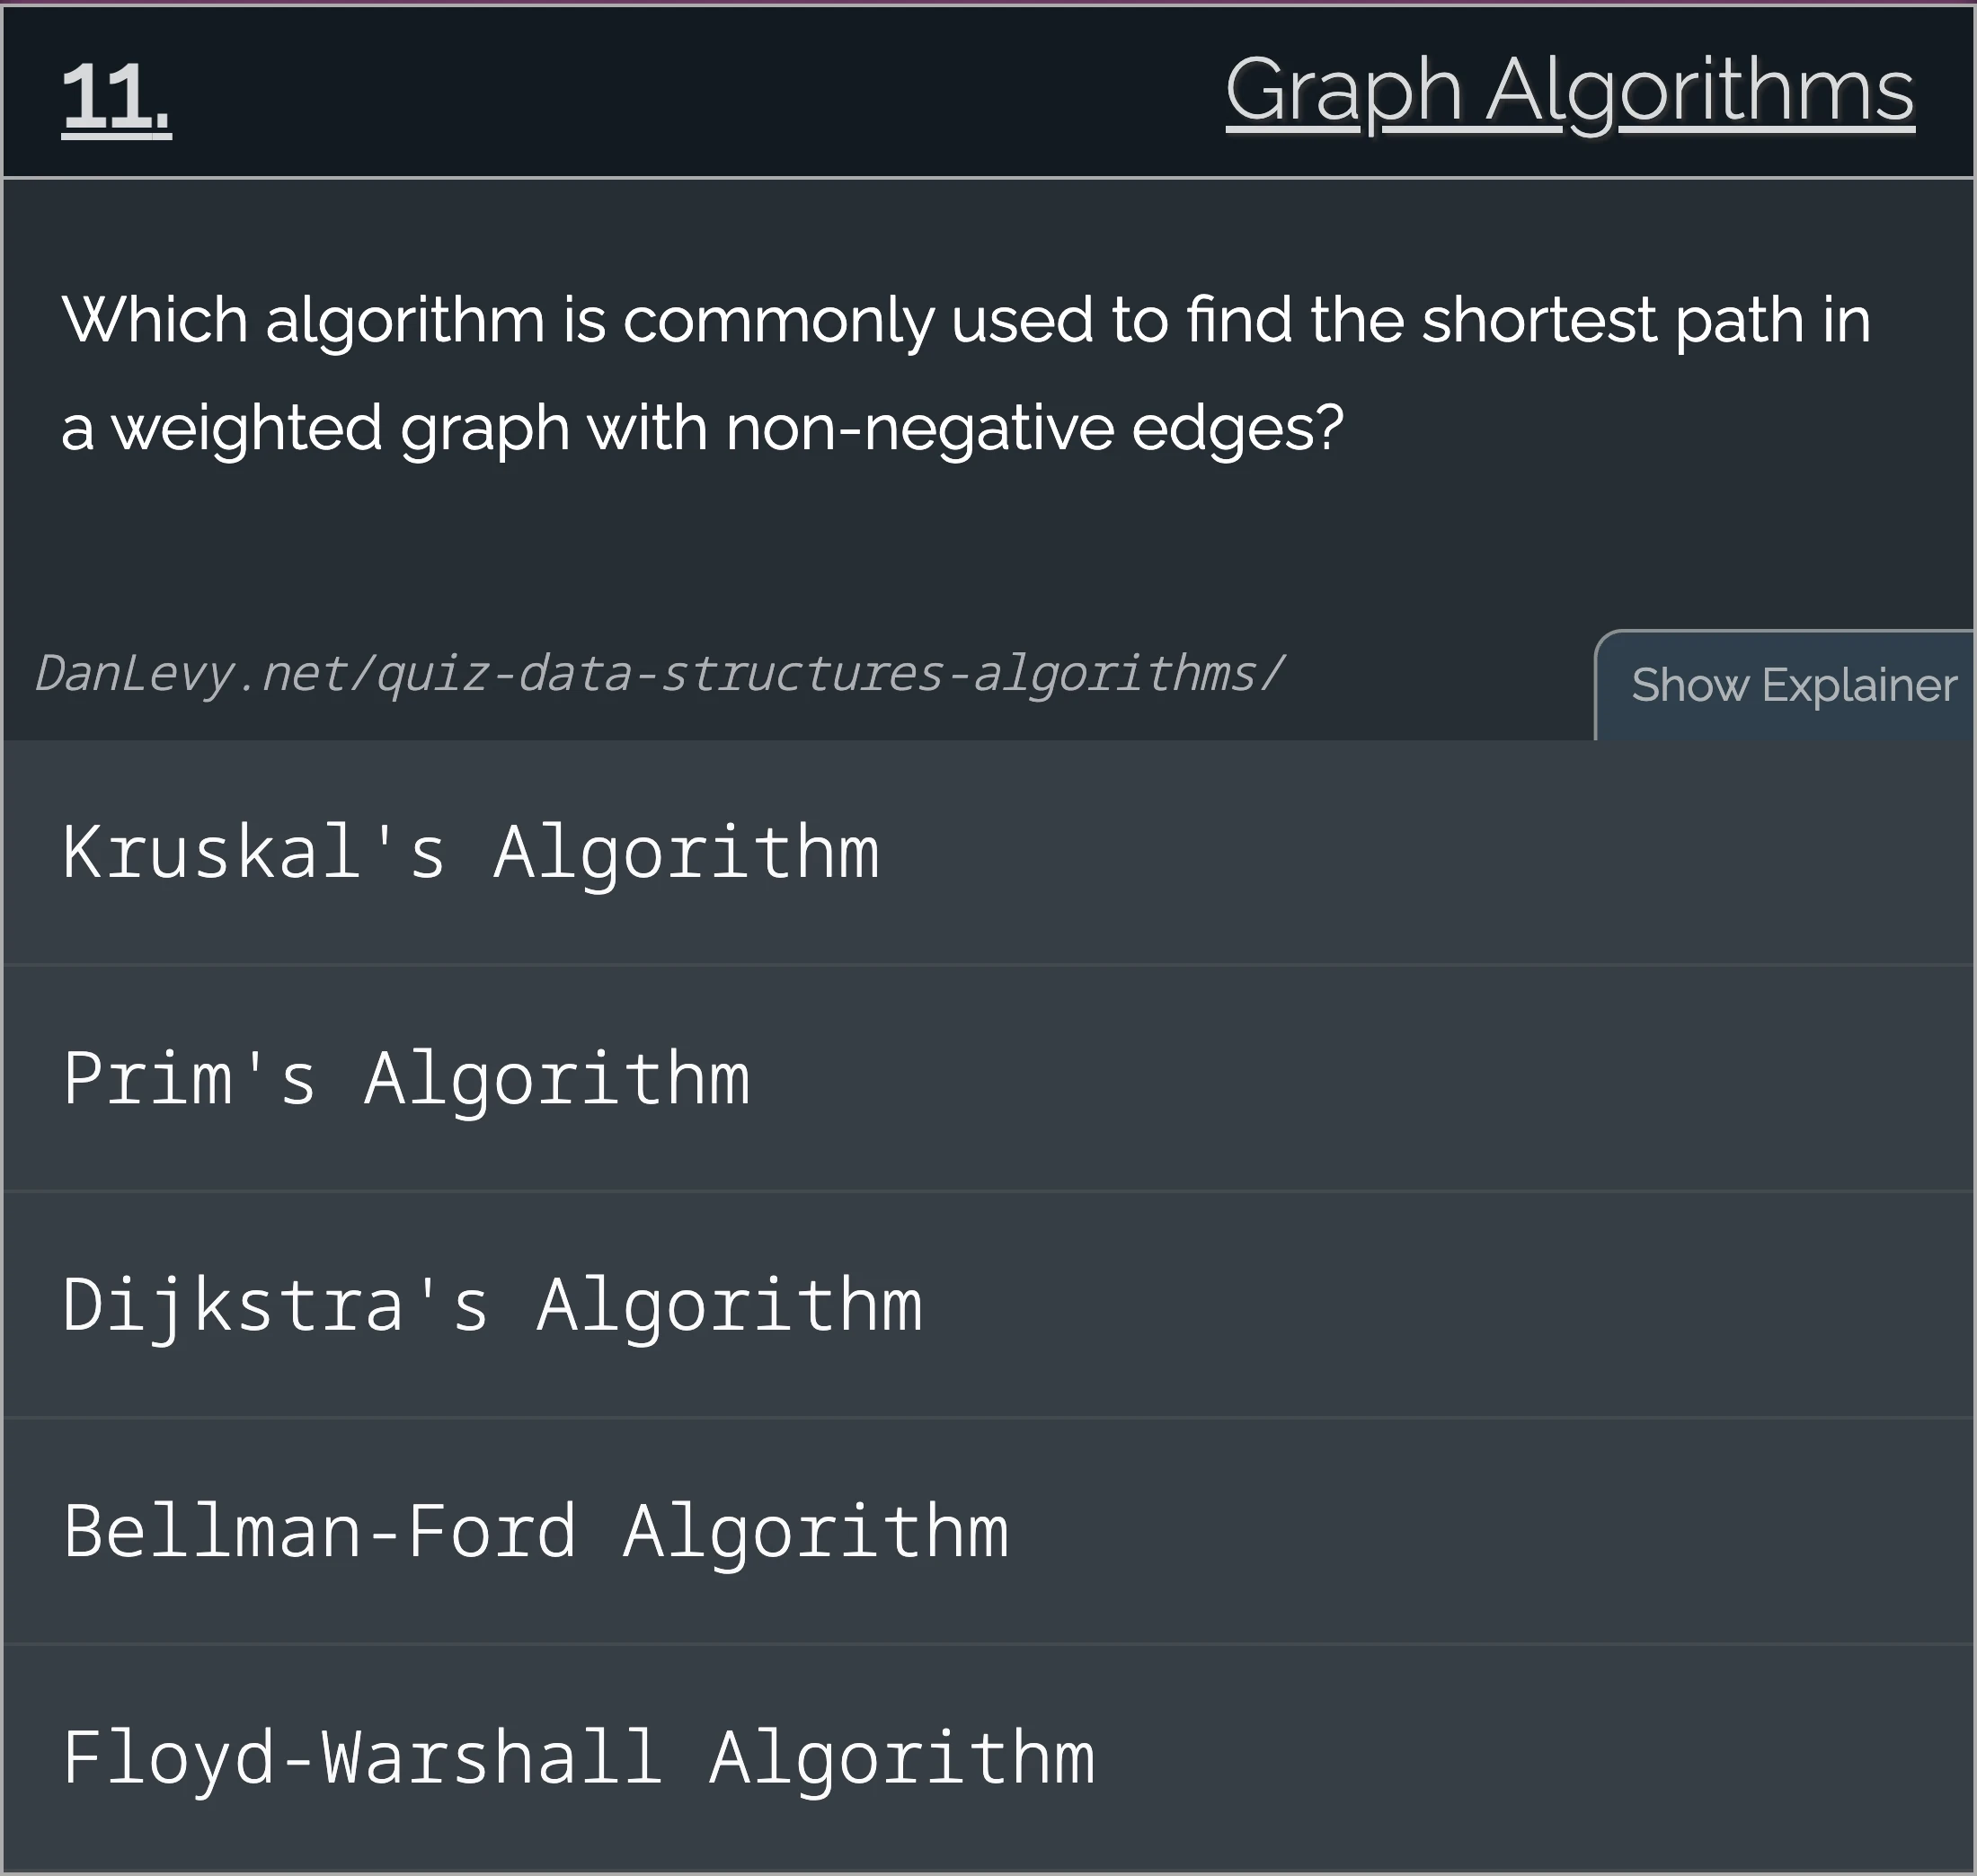 11.
Graph Algorithms
Which algorithm is commonly used to find the shortest path in
a weighted graph with non-negative edges?
DanLevy.net/quiz-data-structures-algorithms/
Show Explainer
Kruskal's Algorithm
Prim's Algorithm
Dijkstra's Algorithm
Bellman-Ford Algorithm
Floyd-Warshall Algorithm